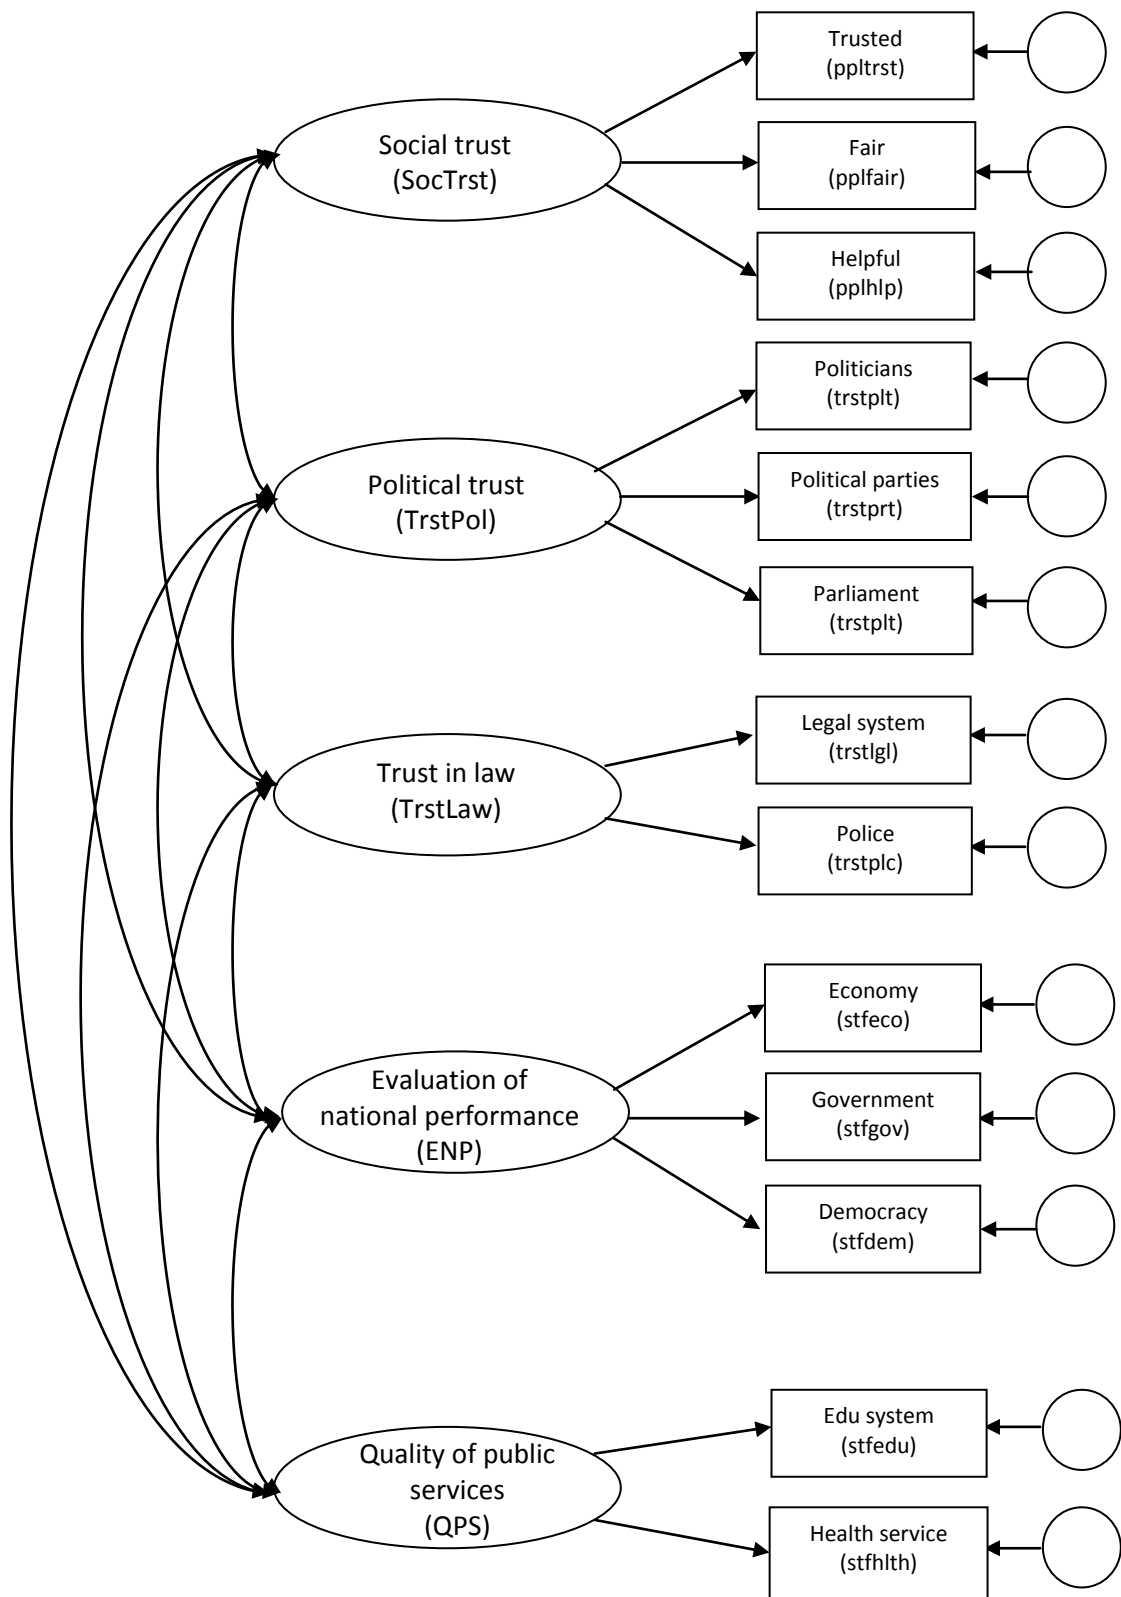 Trusted
(ppltrst)
Social trust
(SocTrst)
Fair
(pplfair)
Helpful
(pplhlp)
Politicians
(trstplt)
Political trust
(TrstPol)
Political parties
(trstprt)
Parliament
(trstplt)
Legal system
(trstlgl)
Trust in law
(TrstLaw)
Police
(trstplc)
Economy
(stfeco)
Evaluation of
national performance
(ENP)
Government
(stfgov)
Democracy
(stfdem)
Edu system
(stfedu)
Quality of public
services
(QPS)
Health service
(stfhlth)